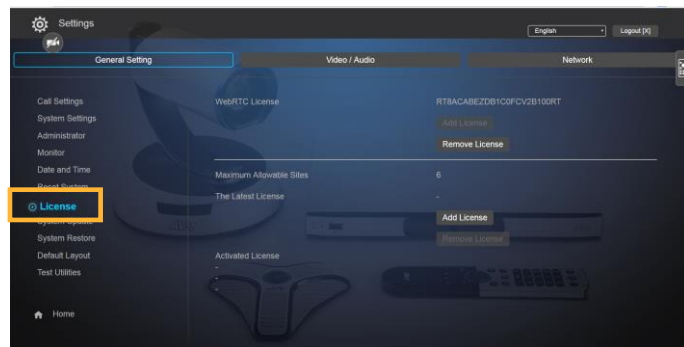 Settings
English
Logout [X]
General Setting
Video / Audio
Network
Call Settings
System Settings
Administrator
Monitor
Date and Time
Reset System
License
System Update
System Restore
Default Layout
Test Utilities
Home
WebRTC License
RT8ACABEZDB1C0FCV2B100RT
Add License
Remove License
Maximum Allowable Sites
6
The Latest License
-
Add License
Remove License
Activated License
-
-
-